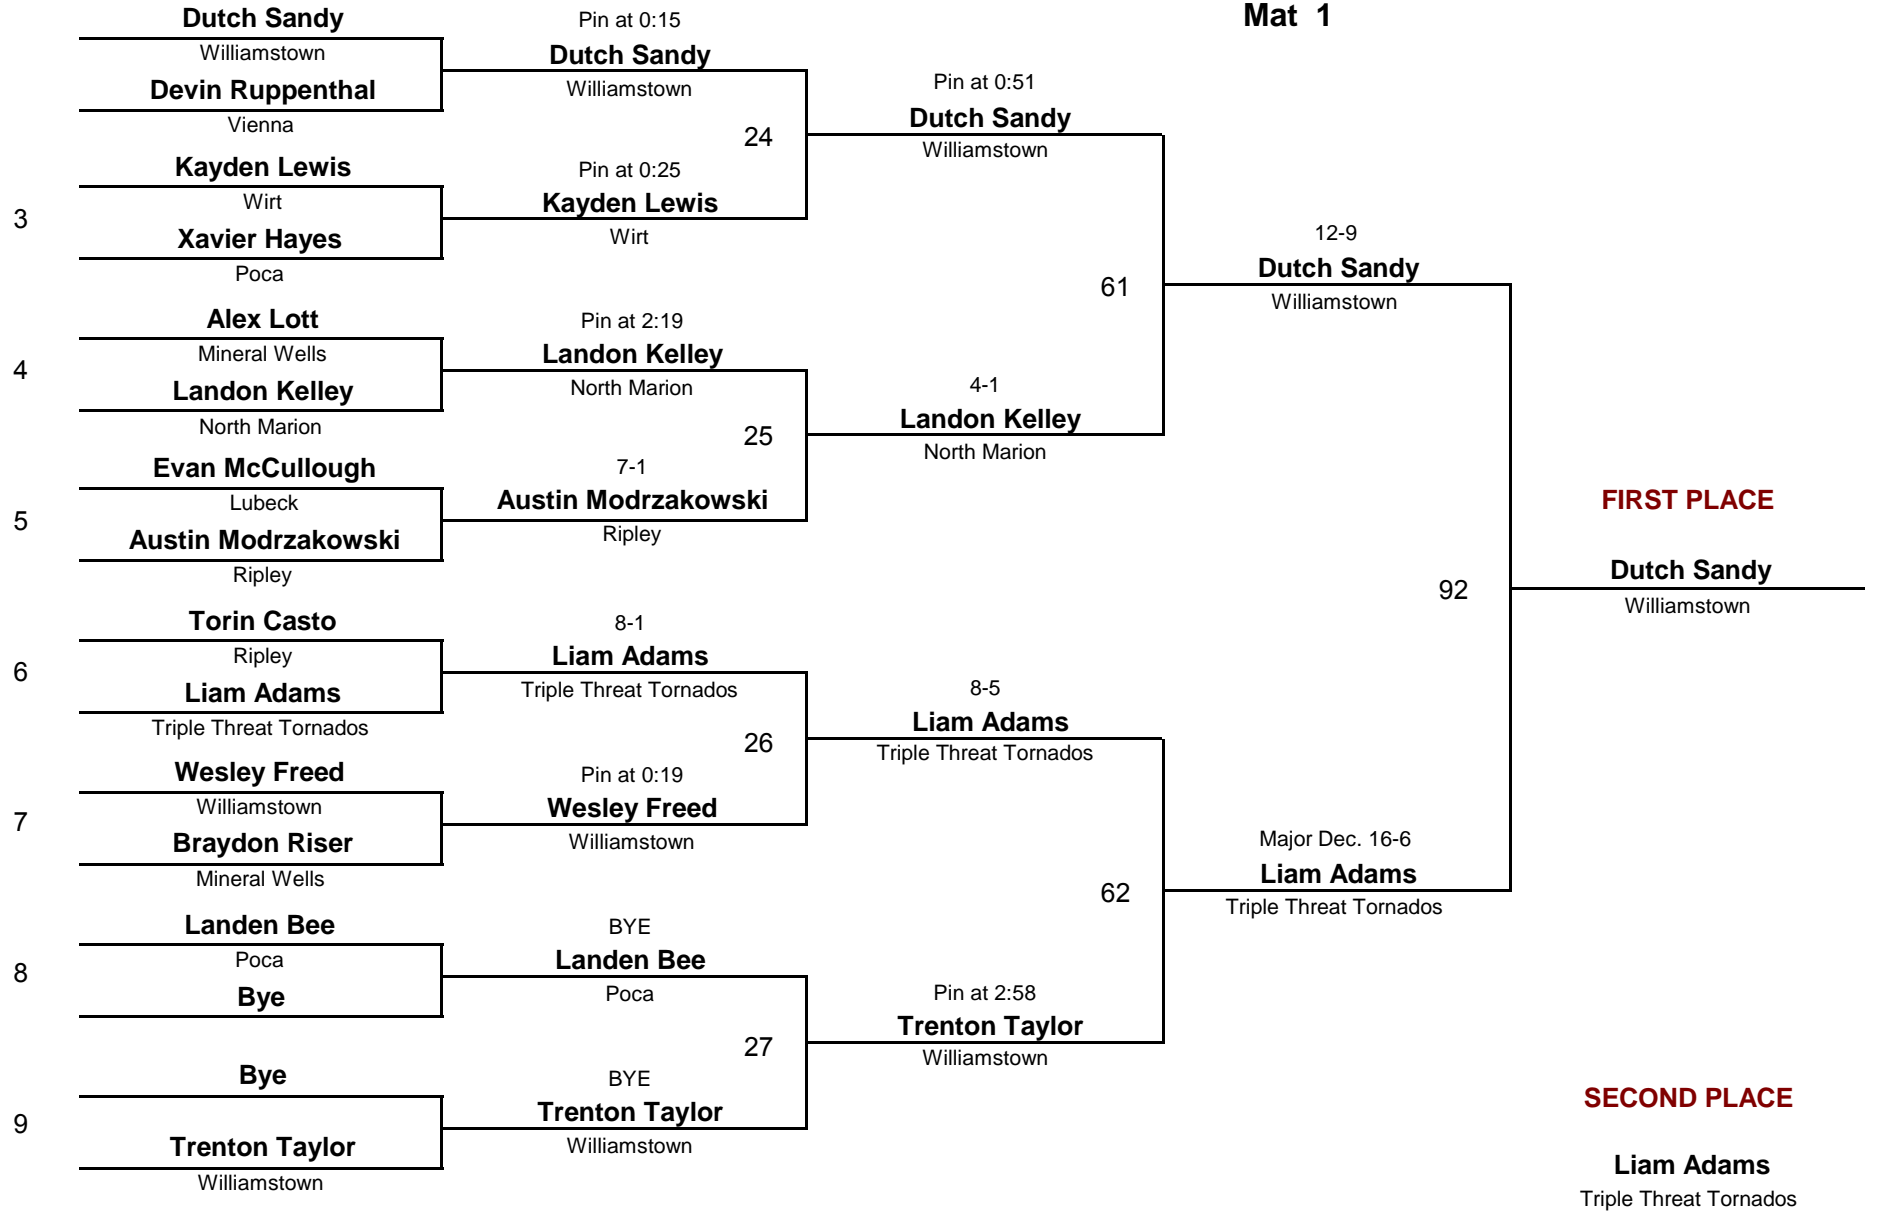 Mat 1
Dutch Sandy
Williamstown
Devin Ruppenthal
Vienna
3
Kayden Lewis
Wirt
Xavier Hayes
Poca
4
Alex Lott
Mineral Wells
Landon Kelley
North Marion
5
Evan McCullough
Lubeck
Austin Modrzakowski
Ripley
6
Torin Casto
Ripley
Liam Adams
Triple Threat Tornados
7
Wesley Freed
Williamstown
Braydon Riser
Mineral Wells
8
Landen Bee
Poca
Bye
9
Bye
Trenton Taylor
Williamstown
Pin at 0:15
Dutch Sandy
Williamstown
24
Pin at 0:25
Kayden Lewis
Wirt
Pin at 2:19
Landon Kelley
North Marion
25
7-1
Austin Modrzakowski
Ripley
8-1
Liam Adams
Triple Threat Tornados
26
Pin at 0:19
Wesley Freed
Williamstown
BYE
Landen Bee
Poca
27
BYE
Trenton Taylor
Williamstown
Pin at 0:51
Dutch Sandy
Williamstown
61
4-1
Landon Kelley
North Marion
8-5
Liam Adams
Triple Threat Tornados
62
Pin at 2:58
Trenton Taylor
Williamstown
12-9
Dutch Sandy
Williamstown
92
Major Dec. 16-6
Liam Adams
Triple Threat Tornados
FIRST PLACE
Dutch Sandy
Williamstown
SECOND PLACE
Liam Adams
Triple Threat Tornados